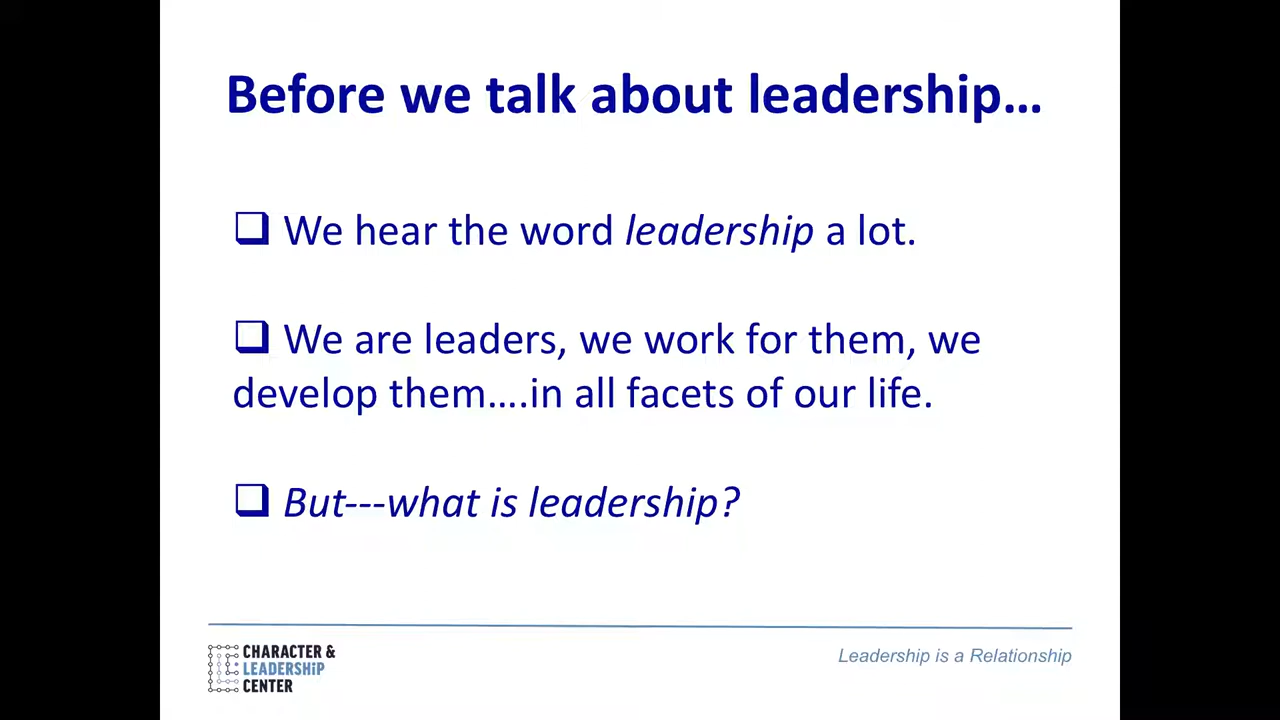 Before we talk about leadership…
❑ We hear the word leadership a lot.
❑ We are leaders, we work for them, we
develop them….in all facets of our life.
❑ But---what is leadership?
CHARACTER &
LEADERSHiP
CENTER
Leadership is a Relationship